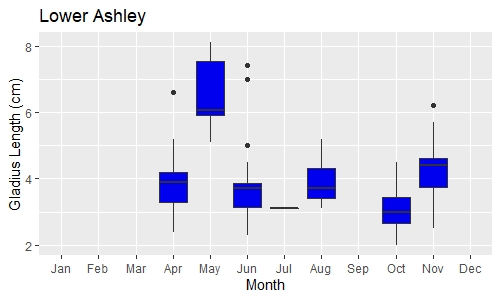 Lower Ashley
Gladius Length (cm)
8
6
4
2
Jan Feb Mar Apr May Jun Jul Aug Sep Oct Nov Dec
Month